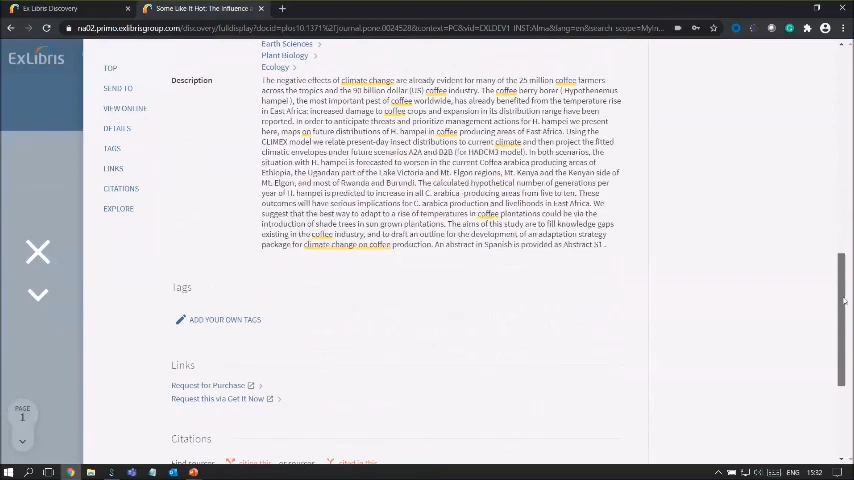 Ex Libris Discovery
Some Like It Hot: The Influence a
na02.primo.exlibrisgroup.com/discovery/fulldisplay?docid=plos10.1371%2Fjournal.pone.0024528&context=PC&vid=EXLDEV1_INST:Alma&lang=en&search_scope=MyIn...
ExLibris
TOP
SEND TO
VIEW ONLINE
DETAILS
TAGS
LINKS
CITATIONS
EXPLORE
PAGE
1
Earth Sciences
Plant Biology
Ecology
Description
The negative effects of climate change are already evident for many of the 25 million coffee farmers
across the tropics and the 90 billion dollar (US) coffee industry. The coffee berry borer ( Hypothenemus
hampei ), the most important pest of coffee worldwide, has already benefited from the temperature rise
in East Africa: increased damage to coffee crops and expansion in its distribution range have been
reported. In order to anticipate threats and prioritize management actions for H. hampei we present
here, maps on future distributions of H. hampei in coffee producing areas of East Africa. Using the
CLIMEX model we relate present-day insect distributions to current climate and then project the fitted
climatic envelopes under future scenarios A2A and B2B (for HADCM3 model). In both scenarios, the
situation with H. hampei is forecasted to worsen in the current Coffea arabica producing areas of
Ethiopia, the Ugandan part of the Lake Victoria and Mt. Elgon regions, Mt. Kenya and the Kenyan side of
Mt. Elgon, and most of Rwanda and Burundi. The calculated hypothetical number of generations per
year of H. hampei is predicted to increase in all C. arabica -producing areas from five to ten. These
outcomes will have serious implications for C. arabica production and livelihoods in East Africa. We
suggest that the best way to adapt to a rise of temperatures in coffee plantations could be via the
introduction of shade trees in sun grown plantations. The aims of this study are to fill knowledge gaps
existing in the coffee industry, and to draft an outline for the development of an adaptation strategy
package for climate change on coffee production. An abstract in Spanish is provided as Abstract S1 .
Tags
ADD YOUR OWN TAGS
Links
Request for Purchase
Request this via Get It Now
Citations
Find sources citing this or sources cited in this
ENG 15:32